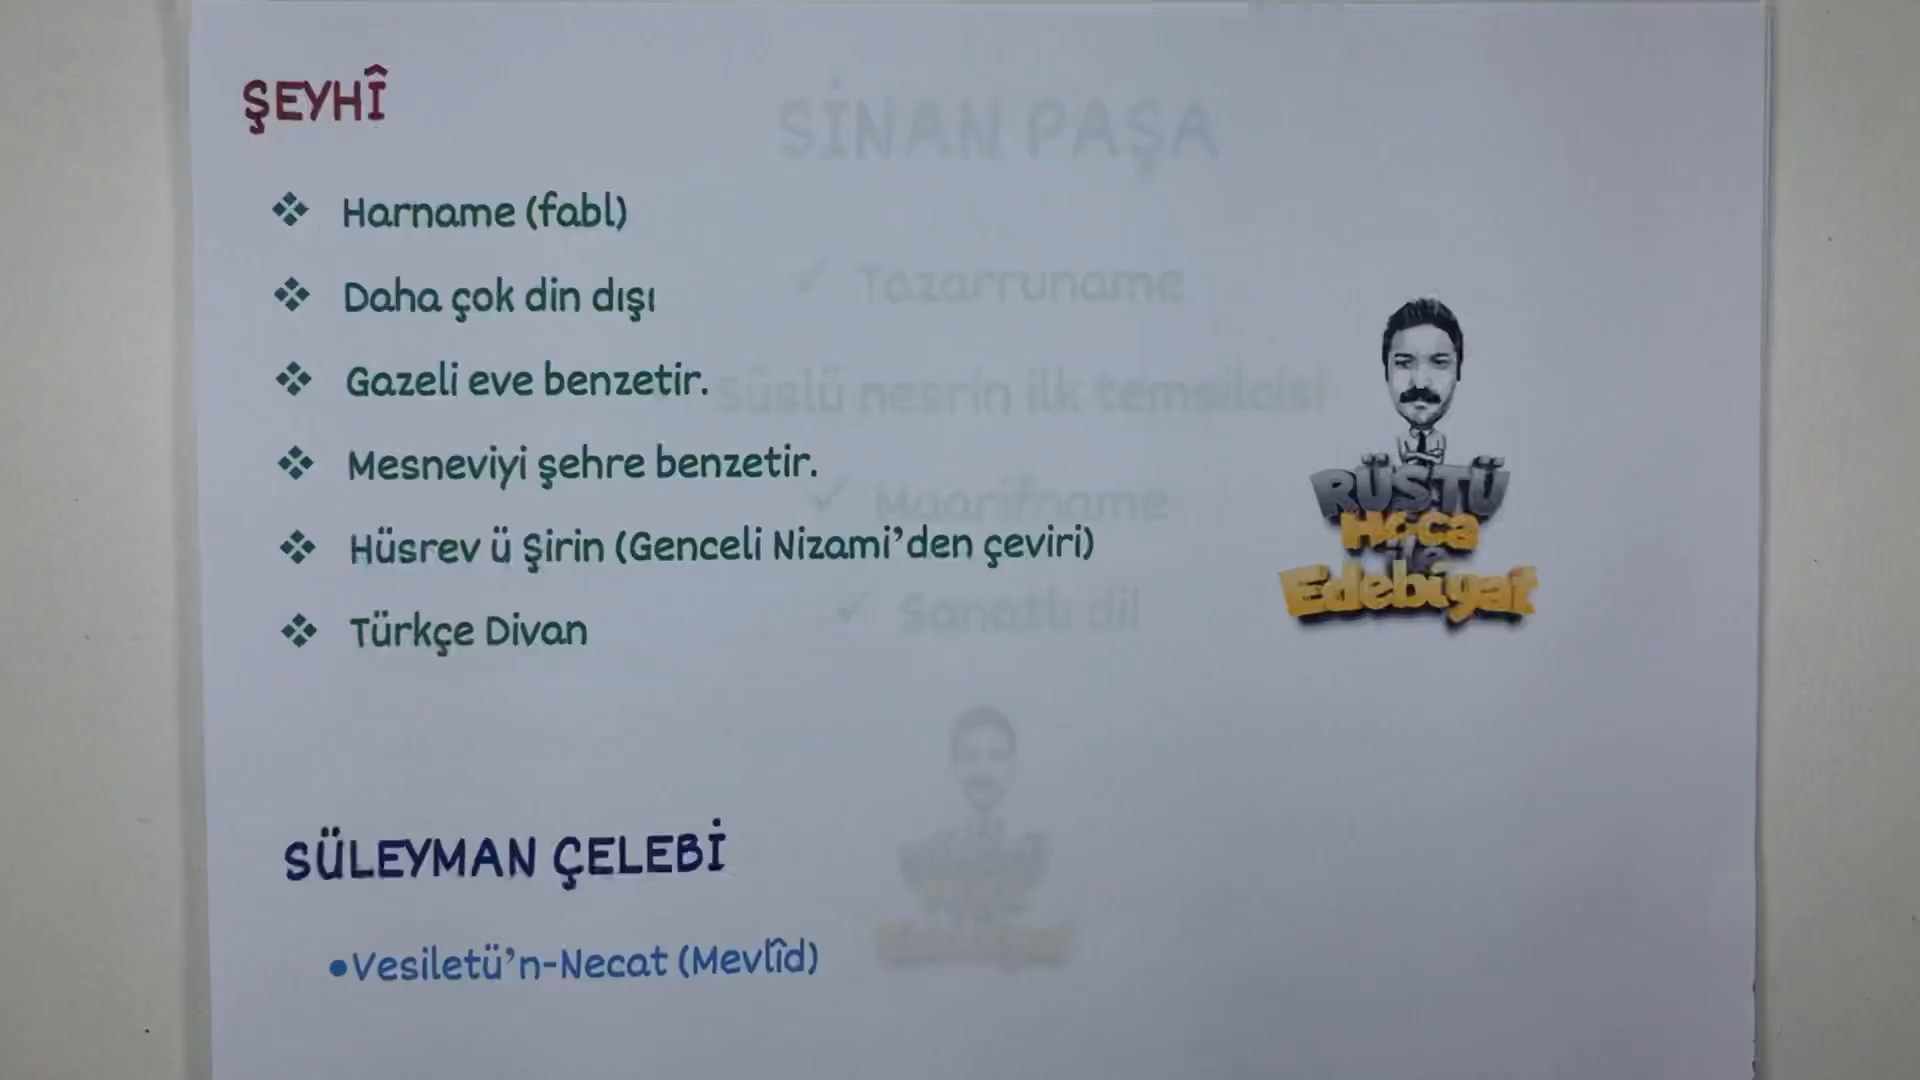 ŞEYHÎ
Harname (fabl)
Daha çok din dışı
Gazeli eve benzetir.
Mesneviyi şehre benzetir.
Hüsrev ü Şirin (Genceli Nizami’den çeviri)
Türkçe Divan
SÜLEYMAN ÇELEBİ
•Vesiletü’n-Necat (Mevlîd)
SİNAN PAŞA
Tazarruname
Süslü nesrin ilk temsilcisi
Maarifname
Sanatlı dil
RÜŞTÜ
Hoca
ile
Edebiyat